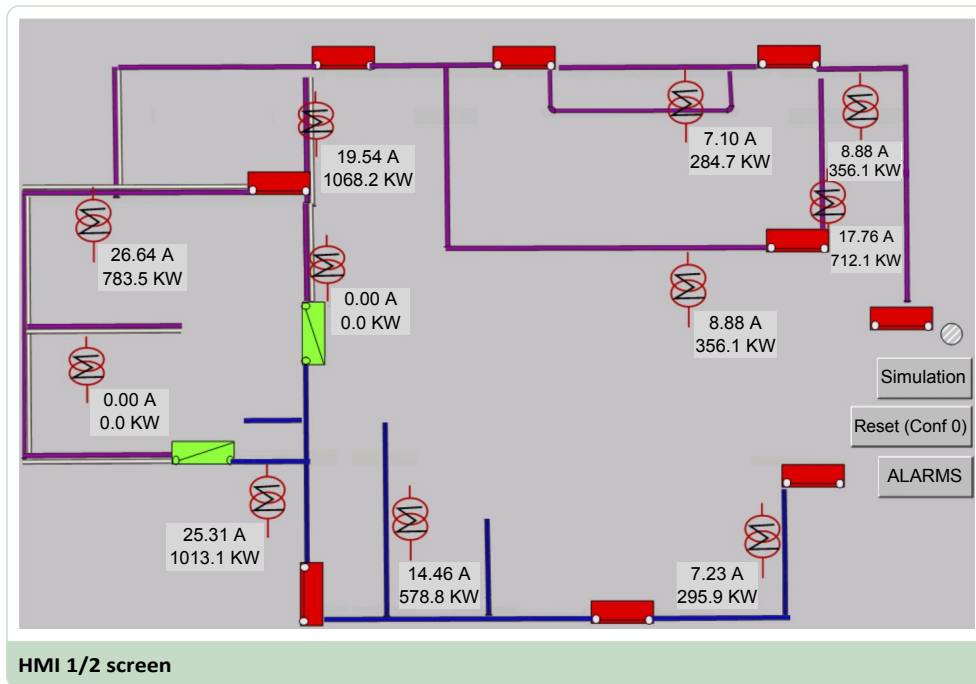 7.10 A
284.7 KW
8.88 A
356.1 KW
19.54 A
1068.2 KW
17.76 A
712.1 KW
26.64 A
783.5 KW
0.00 A
0.0 KW
8.88 A
356.1 KW
Simulation
0.00 A
0.0 KW
Reset (Conf 0)
ALARMS
25.31 A
1013.1 KW
14.46 A
578.8 KW
7.23 A
295.9 KW
HMI 1/2 screen